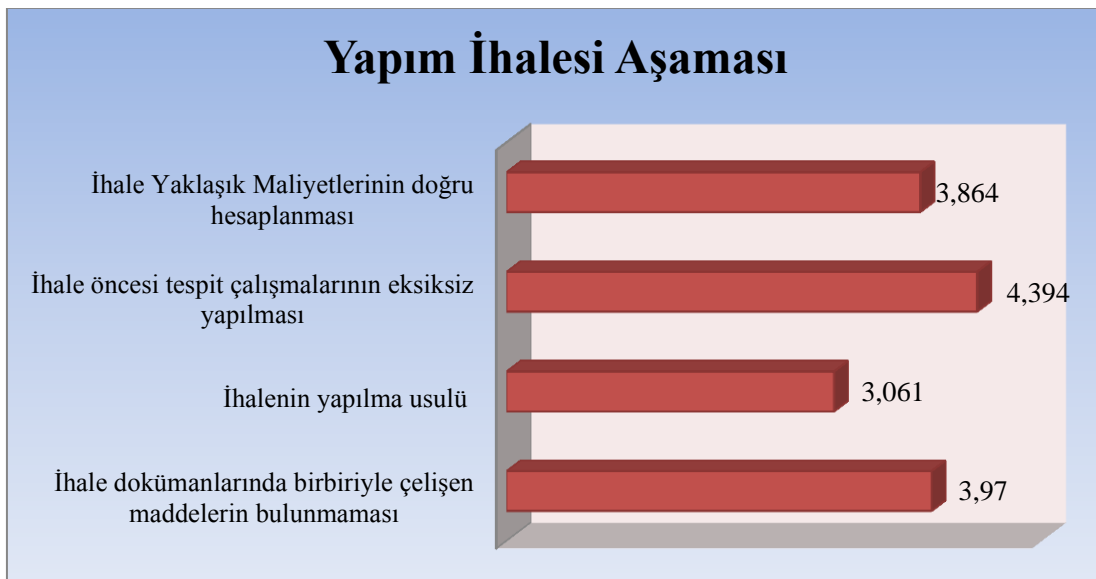 Yapım İhalesi Aşaması
İhale Yaklaşık Maliyetlerinin doğru
hesaplanması
3,864
İhale öncesi tespit çalışmalarının eksiksiz
yapılması
4,394
İhalenin yapılma usulü
3,061
İhale dokümanlarında birbiriyle çelişen
maddelerin bulunmaması
3,97